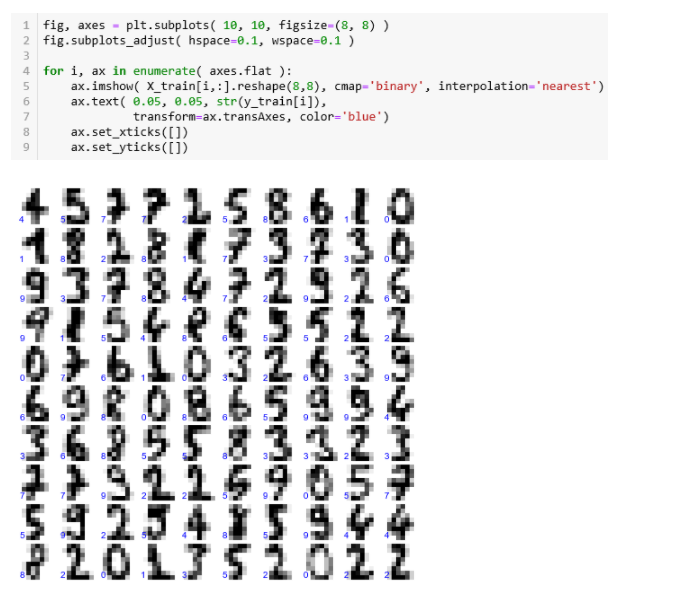 1 fig, axes = plt.subplots( 10, 10, figsize=(8, 8) )
2 fig.subplots_adjust( hspace=0.1, wspace=0.1 )
3
4 for i, ax in enumerate( axes.flat ):
5 ax.imshow( X_train[i,:].reshape(8,8), cmap='binary', interpolation='nearest')
6 ax.text( 0.05, 0.05, str(y_train[i]),
7 transform=ax.transAxes, color='blue')
8 ax.set_xticks([])
9 ax.set_yticks([])
4 5 7 7 2 5 8 6 1 0
1 8 2 8 1 7 3 7 3 0
9 3 7 8 4 7 2 9 2 6
9 1 5 4 8 6 5 5 2 2
0 7 6 1 0 3 2 6 3 9
6 9 8 0 8 6 5 9 9 4
3 6 8 5 5 8 3 3 2 3
7 7 9 2 2 5 9 0 5 7
5 9 2 5 4 8 5 9 4 4
8 2 0 1 3 5 2 0 2 2